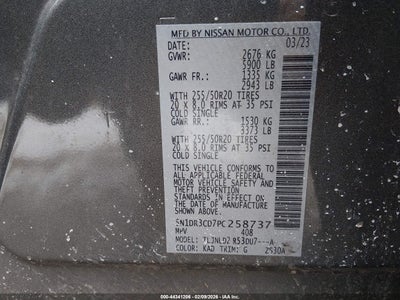 MFD BY NISSAN MOTOR CO., LTD.
DATE: 03/23
GVWR: 2676 KG
5900 LB
GAWR FR: 1335 KG
2943 LB
WITH 255/50R20 TIRES
20 x 8.0 RIMS AT 35 PSI
COLD SINGLE
GAWR RR: 1530 KG
3373 LB
WITH 255/50R20 TIRES
20 x 8.0 RIMS AT 35 PSI
COLD SINGLE
THIS VEHICLE CONFORMS TO
ALL APPLICABLE FEDERAL
MOTOR VEHICLE SAFETY,
BUMPER, AND THEFT
PREVENTION STANDARDS
IN EFFECT ON THE DATE OF
MANUFACTURE SHOWN ABOVE.
5N1DR3CD7PC258737
MPV 408
MODEL:
COLOR: KAD TRIM: G
000-44341206 - 02/09/2026 - IAAI.com